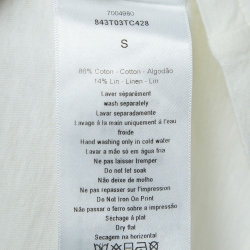 7004980
843T03TC428
S
86% Coton - Cotton - Algodão
14% Lin - Linen - Lin
Laver séparément
wash separately
Lavar separadamente
Lavage à la main uniquement à l'eau
froide
Hand washing only in cold water
Lavar a mão só em água fria
Ne pas laisser tremper
Do not let soak
Não deixe de molho
Ne pas repasser sur l'impression
Do Not Iron On Print
Não passar o ferro sobre a impressão
Séchage à plat
Dry flat
Secagem na horizontal